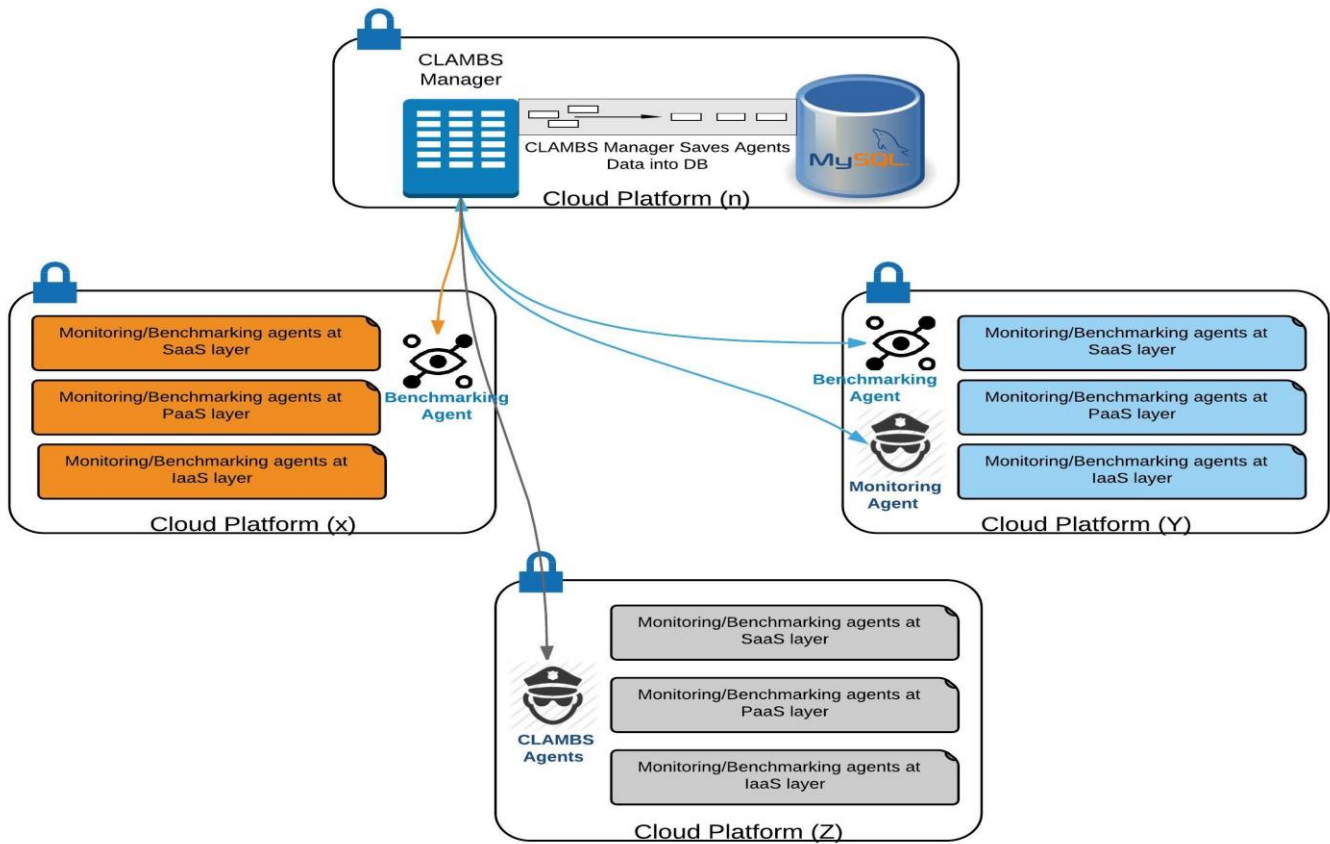 CLAMBS
Manager
CLAMBS Manager Saves Agents
Data into DB
MySQL
Cloud Platform (n)
Monitoring/Benchmarking agents at
SaaS layer
Monitoring/Benchmarking agents at
PaaS layer
Monitoring/Benchmarking agents at
IaaS layer
Benchmarking
Agent
Cloud Platform (x)
Benchmarking
Agent
Monitoring
Agent
Monitoring/Benchmarking agents at
SaaS layer
Monitoring/Benchmarking agents at
PaaS layer
Monitoring/Benchmarking agents at
IaaS layer
Cloud Platform (Y)
CLAMBS
Agents
Monitoring/Benchmarking agents at
SaaS layer
Monitoring/Benchmarking agents at
PaaS layer
Monitoring/Benchmarking agents at
IaaS layer
Cloud Platform (Z)